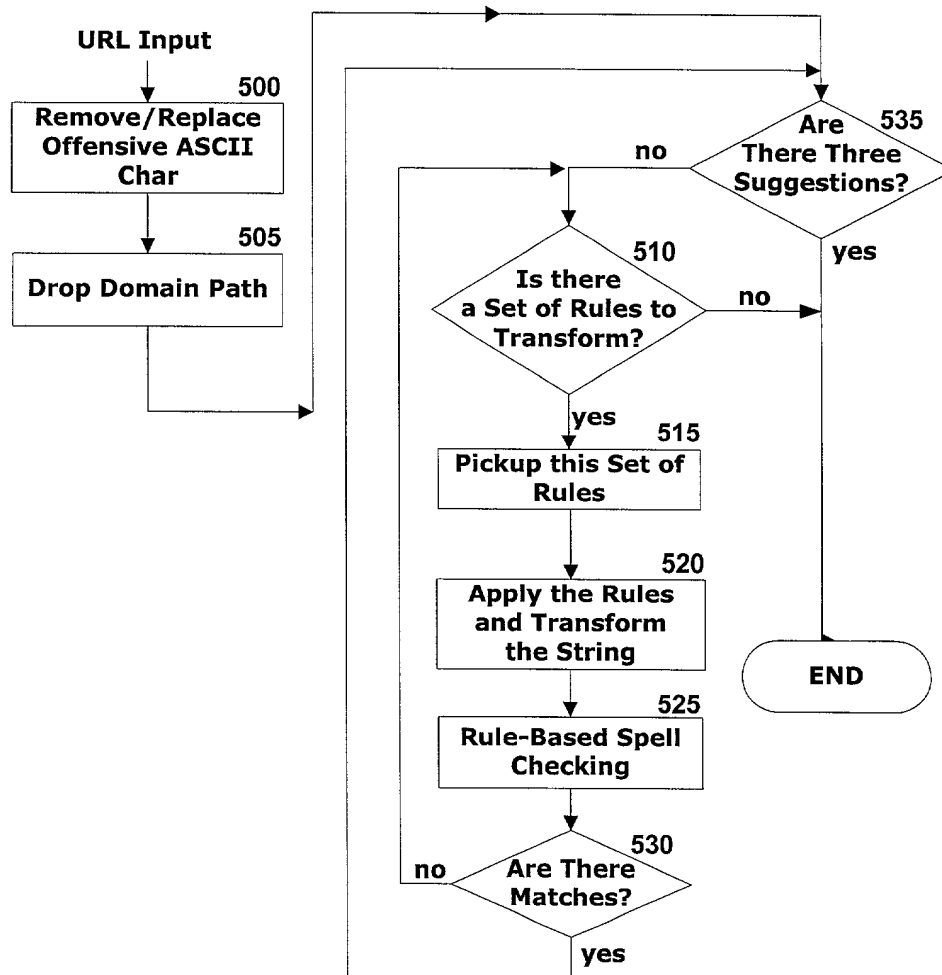 URL Input
500
Remove/Replace
Offensive ASCII
Char
505
Drop Domain Path
535
Are
There Three
Suggestions?
no
yes
510
Is there
a Set of Rules to
Transform?
no
yes
515
Pickup this Set of
Rules
520
Apply the Rules
and Transform
the String
END
525
Rule-Based Spell
Checking
530
Are There
Matches?
no
yes